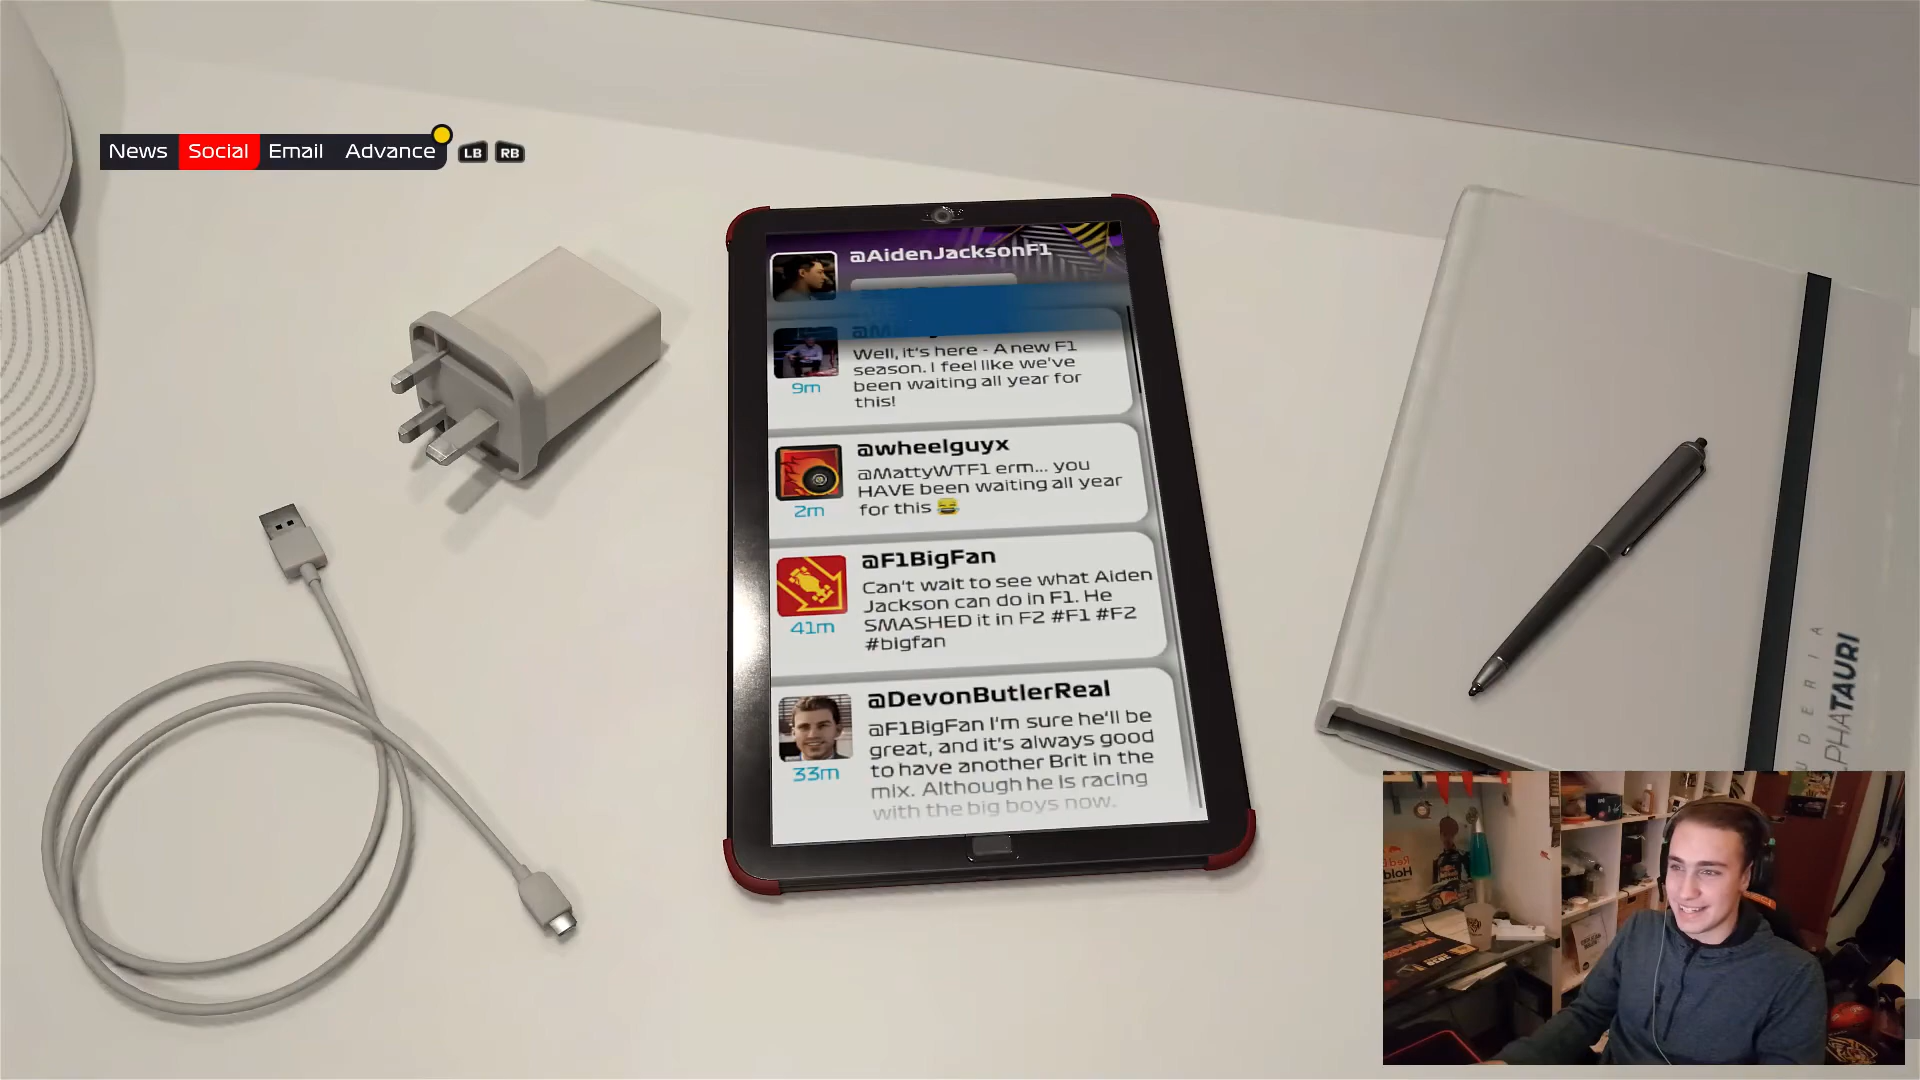 News Social Email Advance LB RB
@AidenJacksonF1
Well, it's here - A new F1
season. I feel like we've
been waiting all year for
this!
9m
@wheelguyx
@MattyWTF1 erm... you
HAVE been waiting all year
for this 😂
2m
@F1BigFan
Can't wait to see what Aiden
Jackson can do in F1. He
SMASHED it in F2 #F1 #F2
#bigfan
41m
@DevonButlerReal
@F1BigFan I'm sure he'll be
great, and it's always good
to have another Brit in the
mix. Although he is racing
with the big boys now.
33m